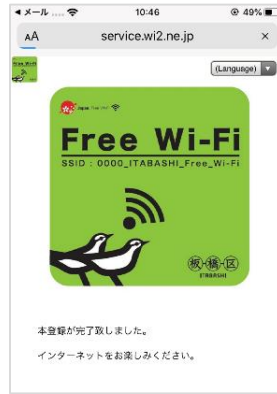 メール
10:46
49%
AA
service.wi2.ne.jp
×
(Language)
Japan
Free Wi-Fi
SSID : 0000_ITABASHI_Free_Wi-Fi
板橋区
ITABASHI
本登録が完了致しました。
インターネットをお楽しみください。